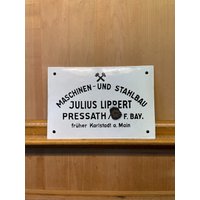 MASCHINEN- UND STAHLBAU
JULIUS LIPPERT
PRESSATH/ F. BAY.
früher Karlstadt a. Main